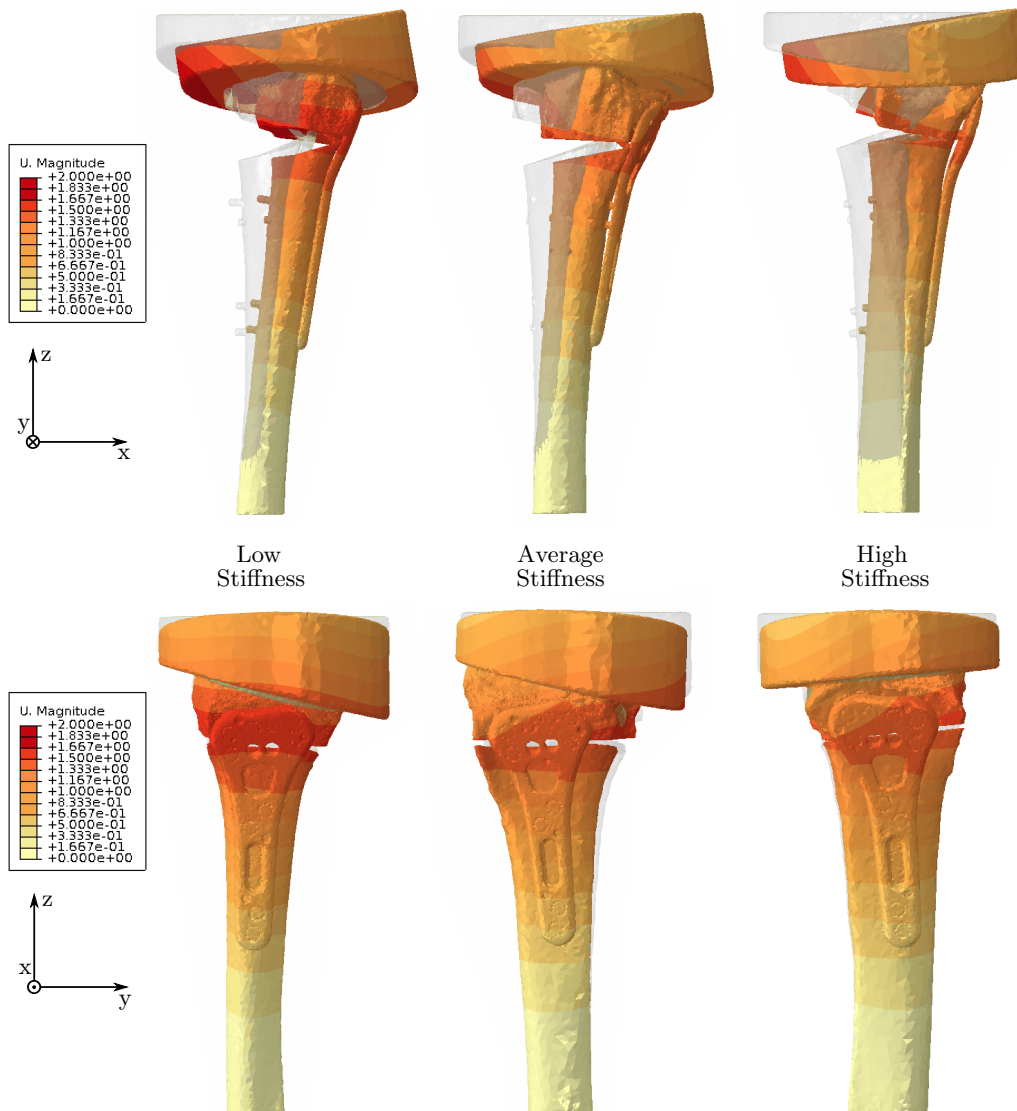 U. Magnitude
+2.000e+00
+1.833e+00
+1.667e+00
+1.500e+00
+1.333e+00
+1.167e+00
+1.000e+00
+8.333e-01
+6.667e-01
+5.000e-01
+3.333e-01
+1.667e-01
+0.000e+00
z
y
x
Low
Stiffness
Average
Stiffness
High
Stiffness
U. Magnitude
+2.000e+00
+1.833e+00
+1.667e+00
+1.500e+00
+1.333e+00
+1.167e+00
+1.000e+00
+8.333e-01
+6.667e-01
+5.000e-01
+3.333e-01
+1.667e-01
+0.000e+00
z
x
y